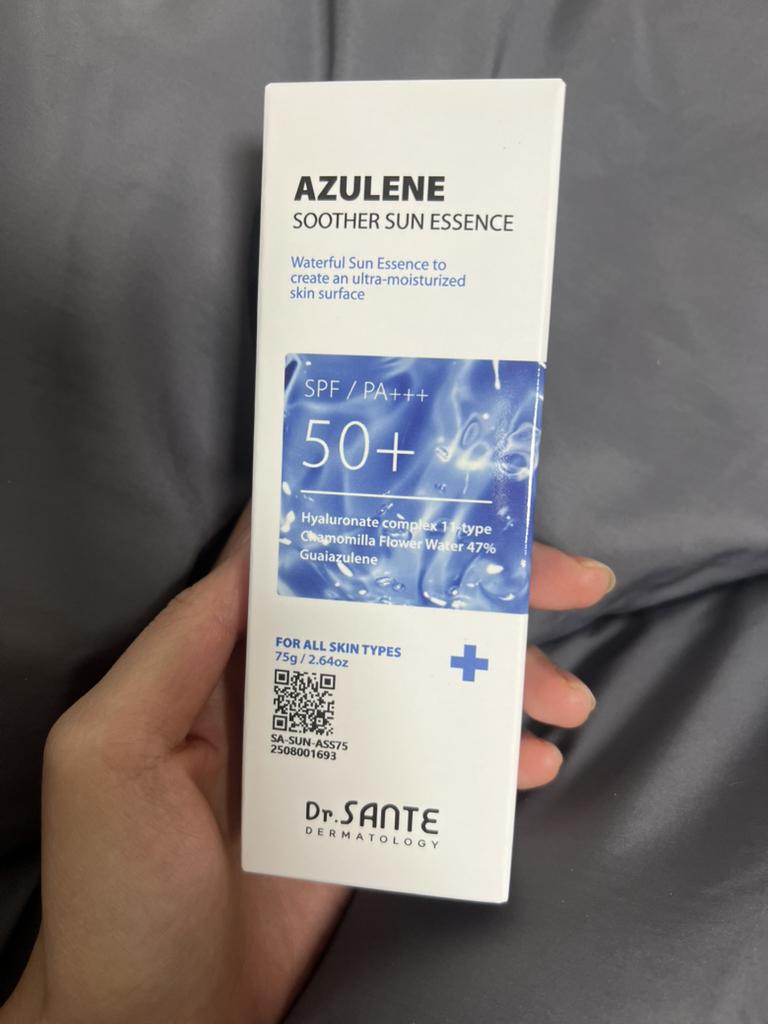 AZULENE
SOOTHER SUN ESSENCE
Waterful Sun Essence to
create an ultra-moisturized
skin surface
SPF / PA+++
50+
Hyaluronate complex 11-type
Chamomilla Flower Water 47%
Guaiazulene
FOR ALL SKIN TYPES
75g / 2.64oz
SA-SUN-ASS75
2508001693
Dr.SANTE
DERMATOLOGY